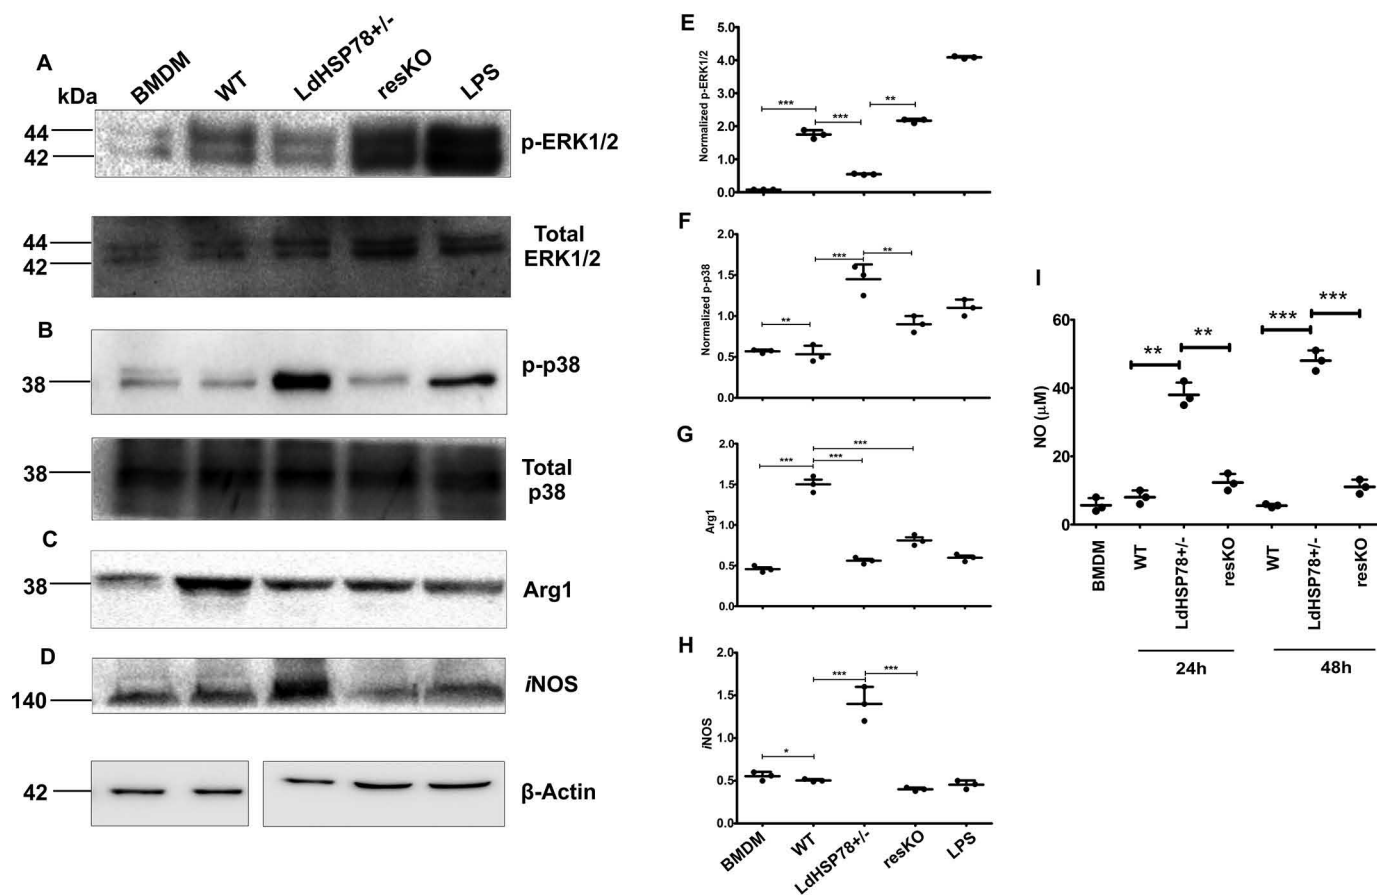 A
kDa
BMDM
WT
LdHSP78+/-
resKO
LPS
44
42
p-ERK1/2
44
42
Total
ERK1/2
B
38
p-p38
38
Total
p38
C
38
Arg1
D
140
iNOS
42
β-Actin
E
Normalized p-ERK1/2
5.0
4.0
3.0
2.0
1.0
0.0
***
***
**
F
Normalized p-p38
2.0
1.5
1.0
0.5
0.0
**
***
**
G
Arg1
2.0
1.5
1.0
0.5
0.0
***
***
***
H
iNOS
2.0
1.5
1.0
0.5
0.0
*
***
***
BMDM
WT
LdHSP78+/-
resKO
LPS
I
NO (μM)
60
40
20
0
**
**
***
***
BMDM
WT
LdHSP78+/-
resKO
WT
LdHSP78+/-
resKO
24h
48h